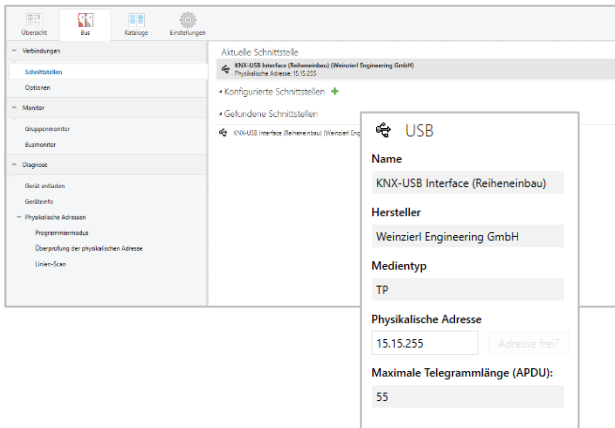 Übersicht
Bus
Kataloge
Einstellungen
− Verbindungen
Schnittstellen
Optionen
− Monitor
Gruppenmonitor
Busmonitor
− Diagnose
Gerät entladen
Geräteinfo
− Physikalische Adressen
Programmiermodus
Überprüfung der physikalischen Adresse
Linien-Scan
Aktuelle Schnittstelle
KNX-USB Interface (Reiheneinbau) (Weinzierl Engineering GmbH)
Physikalische Adresse: 15.15.255
Konfigurierte Schnittstellen +
Gefundene Schnittstellen
KNX-USB Interface (Reiheneinbau) (Weinzierl Eng
USB
Name
KNX-USB Interface (Reiheneinbau)
Hersteller
Weinzierl Engineering GmbH
Medientyp
TP
Physikalische Adresse
15.15.255
Adresse frei?
Maximale Telegrammlänge (APDU):
55